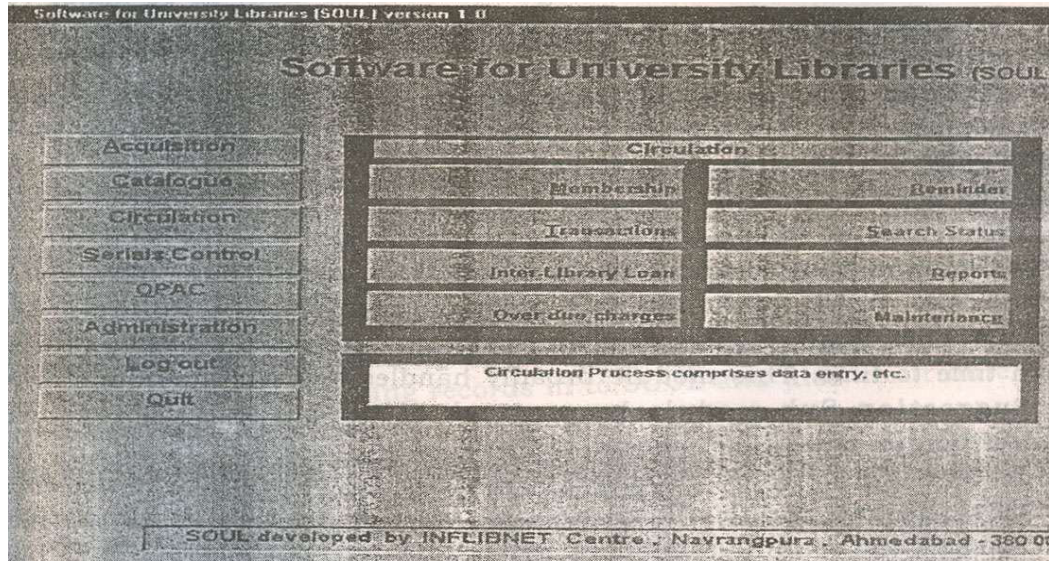 Software for University Libraries [SOUL] version 1.0
Software for University Libraries (SOUL
Acquisition
Catalogue
Circulation
Serials Control
OPAC
Administration
Log out
Quit
Circulation
Membership
Reminder
Transactions
Search Status
Inter Library Loan
Reports
Over due charges
Maintenance
Circulation Process comprises data entry, etc.
SOUL developed by INFLIBNET Centre, Navrangpura, Ahmedabad - 380 00